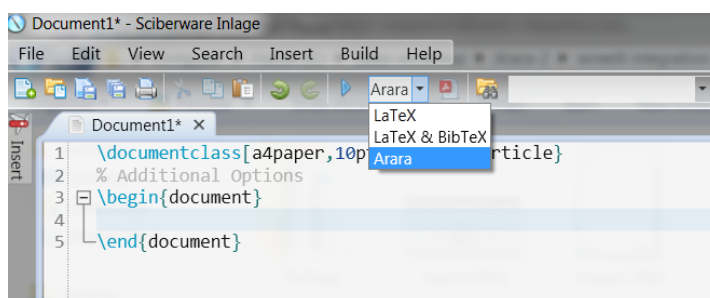 Document1* - Sciberware Inlage
File Edit View Search Insert Build Help
Arara
LaTeX
LaTeX & BibTeX
Arara
Document1*
Insert
1 \documentclass[a4paper,10p rticle}
2 % Additional Options
3 \begin{document}
4
5 \end{document}